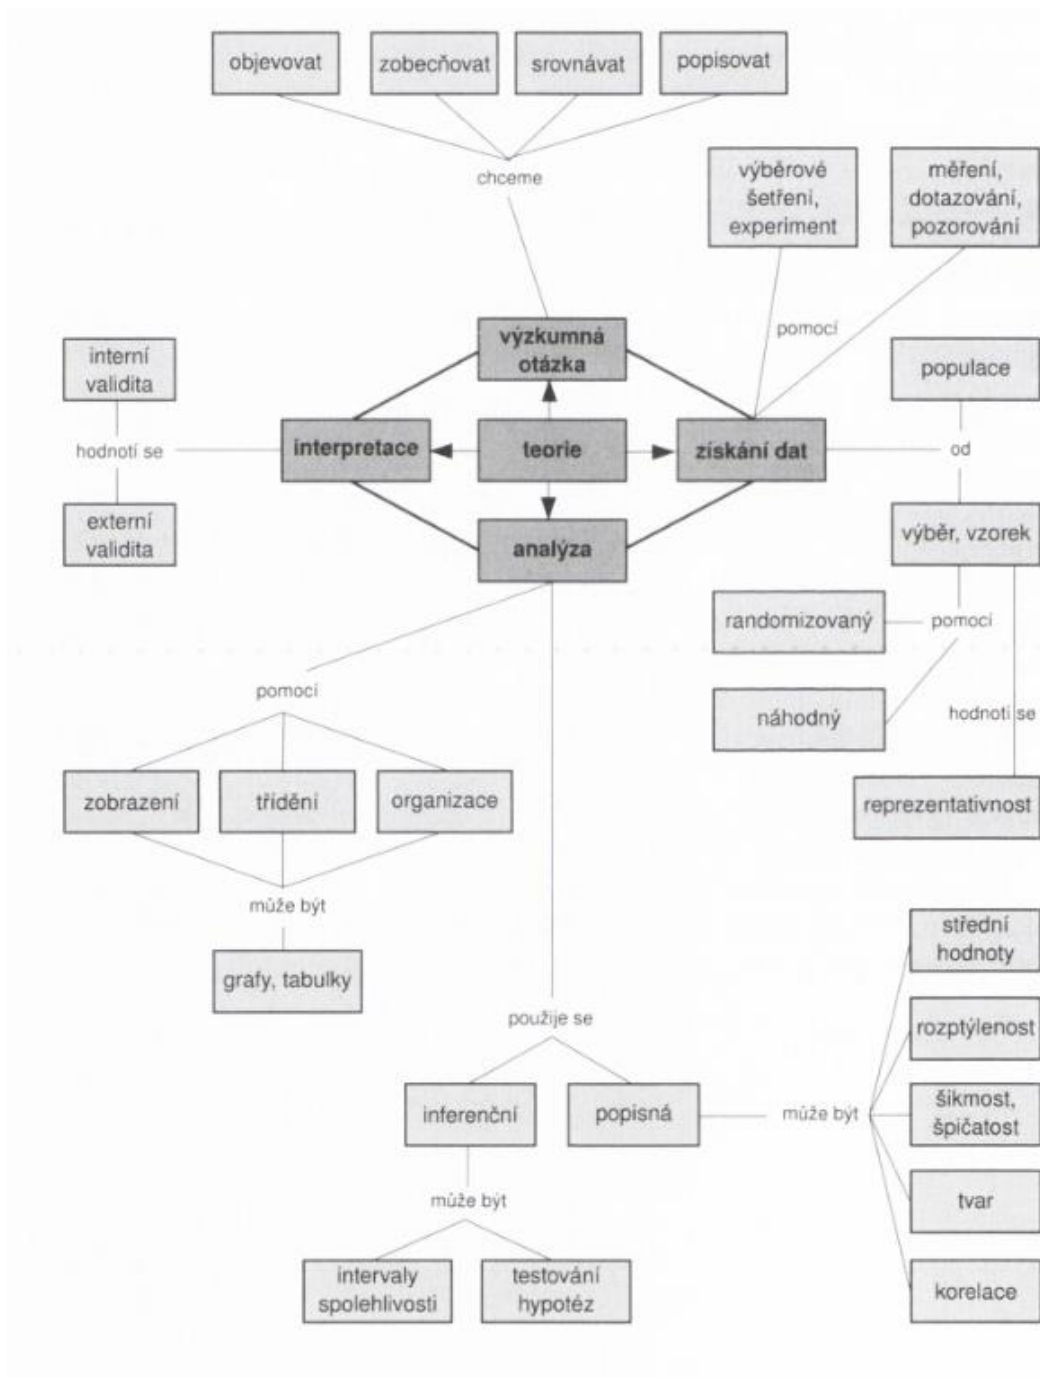 objevovat
zobecňovat
srovnávat
popisovat
chceme
výběrové
šetření,
experiment
měření,
dotazování,
pozorování
pomocí
výzkumná
otázka
interní
validita
hodnotí se
externí
validita
interpretace
teorie
získání dat
analýza
populace
od
výběr, vzorek
randomizovaný
pomocí
náhodný
hodnotí se
reprezentativnost
pomocí
zobrazení
třídění
organizace
může být
grafy, tabulky
použije se
inferenční
popisná
může být
střední
hodnoty
rozptýlenost
šikmost,
špičatost
tvar
korelace
může být
intervaly
spolehlivosti
testování
hypotéz